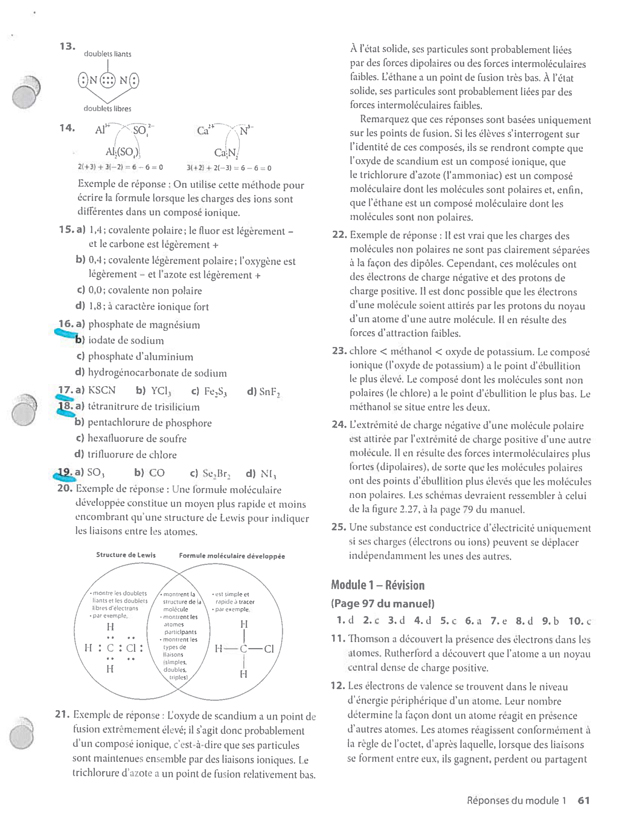 13.
doublets liants
N N
doublets libres
14. Al³⁺ SO₄²⁻ Ca²⁺ N³⁻
Al₂(SO₄)₃ Ca₃N₂
2(+3) + 3(−2) = 6 − 6 = 0 3(+2) + 2(−3) = 6 − 6 = 0
Exemple de réponse : On utilise cette méthode pour
écrire la formule lorsque les charges des ions sont
différentes dans un composé ionique.
15. a) 1,4 ; covalente polaire ; le fluor est légèrement −
et le carbone est légèrement +
b) 0,4 ; covalente légèrement polaire ; l'oxygène est
légèrement − et l'azote est légèrement +
c) 0,0 ; covalente non polaire
d) 1,8 ; à caractère ionique fort
16. a) phosphate de magnésium
b) iodate de sodium
c) phosphate d'aluminium
d) hydrogénocarbonate de sodium
17. a) KSCN b) YCl₃ c) Fe₂S₃ d) SnF₂
18. a) tétranitrure de trisilicium
b) pentachlorure de phosphore
c) hexafluorure de soufre
d) trifluorure de chlore
19. a) SO₃ b) CO c) Se₂Br₂ d) NI₃
20. Exemple de réponse : Une formule moléculaire
développée constitue un moyen plus rapide et moins
encombrant qu'une structure de Lewis pour indiquer
les liaisons entre les atomes.
Structure de Lewis Formule moléculaire développée
• montre les doublets
liants et les doublets
libres d'électrons
• par exemple,
H
H : C : Cl :
H
• montrent la
structure de la
molécule
• montrent les
atomes
participants
• montrent les
types de
liaisons
(simples,
doubles,
triples)
• est simple et
rapide à tracer
• par exemple,
H
H — C — Cl
H
21. Exemple de réponse : L'oxyde de scandium a un point de
fusion extrêmement élevé; il s'agit donc probablement
d'un composé ionique, c'est-à-dire que ses particules
sont maintenues ensemble par des liaisons ioniques. Le
trichlorure d'azote a un point de fusion relativement bas.
À l'état solide, ses particules sont probablement liées
par des forces dipolaires ou des forces intermoléculaires
faibles. L'éthane a un point de fusion très bas. À l'état
solide, ses particules sont probablement liées par des
forces intermoléculaires faibles.
Remarquez que ces réponses sont basées uniquement
sur les points de fusion. Si les élèves s'interrogent sur
l'identité de ces composés, ils se rendront compte que
l'oxyde de scandium est un composé ionique, que
le trichlorure d'azote (l'ammoniac) est un composé
moléculaire dont les molécules sont polaires et, enfin,
que l'éthane est un composé moléculaire dont les
molécules sont non polaires.
22. Exemple de réponse : Il est vrai que les charges des
molécules non polaires ne sont pas clairement séparées
à la façon des dipôles. Cependant, ces molécules ont
des électrons de charge négative et des protons de
charge positive. Il est donc possible que les électrons
d'une molécule soient attirés par les protons du noyau
d'un atome d'une autre molécule. Il en résulte des
forces d'attraction faibles.
23. chlore < méthanol < oxyde de potassium. Le composé
ionique (l'oxyde de potassium) a le point d'ébullition
le plus élevé. Le composé dont les molécules sont non
polaires (le chlore) a le point d'ébullition le plus bas. Le
méthanol se situe entre les deux.
24. L'extrémité de charge négative d'une molécule polaire
est attirée par l'extrémité de charge positive d'une autre
molécule. Il en résulte des forces intermoléculaires plus
fortes (dipolaires), de sorte que les molécules polaires
ont des points d'ébullition plus élevés que les molécules
non polaires. Les schémas devraient ressembler à celui
de la figure 2.27, à la page 79 du manuel.
25. Une substance est conductrice d'électricité uniquement
si ses charges (électrons ou ions) peuvent se déplacer
indépendamment les unes des autres.
Module 1 – Révision
(Page 97 du manuel)
1. d 2. c 3. d 4. d 5. c 6. a 7. e 8. d 9. b 10. c
11. Thomson a découvert la présence des électrons dans les
atomes. Rutherford a découvert que l'atome a un noyau
central dense de charge positive.
12. Les électrons de valence se trouvent dans le niveau
d'énergie périphérique d'un atome. Leur nombre
détermine la façon dont un atome réagit en présence
d'autres atomes. Les atomes réagissent conformément à
la règle de l'octet, d'après laquelle, lorsque des liaisons
se forment entre eux, ils gagnent, perdent ou partagent
Réponses du module 1 61